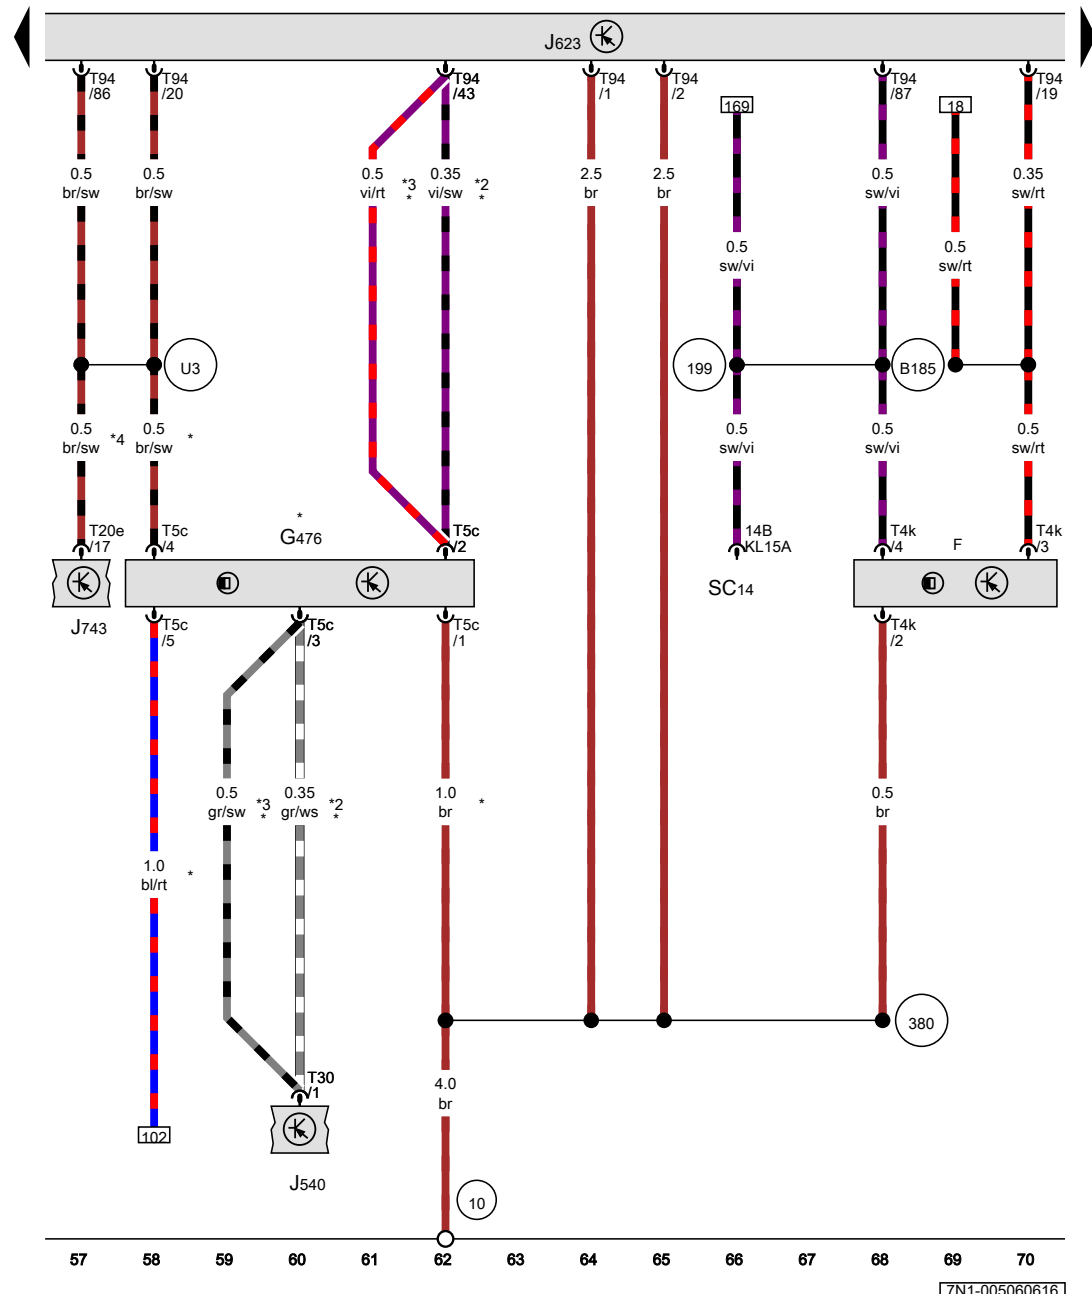 J623
T94
/86
T94
/20
T94
/43
T94
/1
T94
/2
T94
/87
T94
/19
169
18
0.5
br/sw
0.5
br/sw
0.5
vi/rt
*3
*
0.35
vi/sw
*2
*
2.5
br
2.5
br
0.5
sw/vi
0.35
sw/rt
0.5
sw/vi
0.5
sw/rt
U3
199
B185
0.5
br/sw
*4
0.5
br/sw
*
0.5
sw/vi
0.5
sw/vi
0.5
sw/rt
T20e
/17
T5c
/4
*
G476
T5c
/2
14B
KL15A
T4k
/4
F
T4k
/3
J743
SC14
T5c
/5
T5c
/3
T5c
/1
T4k
/2
0.5
gr/sw
*3
*
0.35
gr/ws
*2
*
1.0
br
*
0.5
br
1.0
bl/rt
*
380
T30
/1
4.0
br
102
J540
10
57 58 59 60 61 62 63 64 65 66 67 68 69 70
7N1-005060616